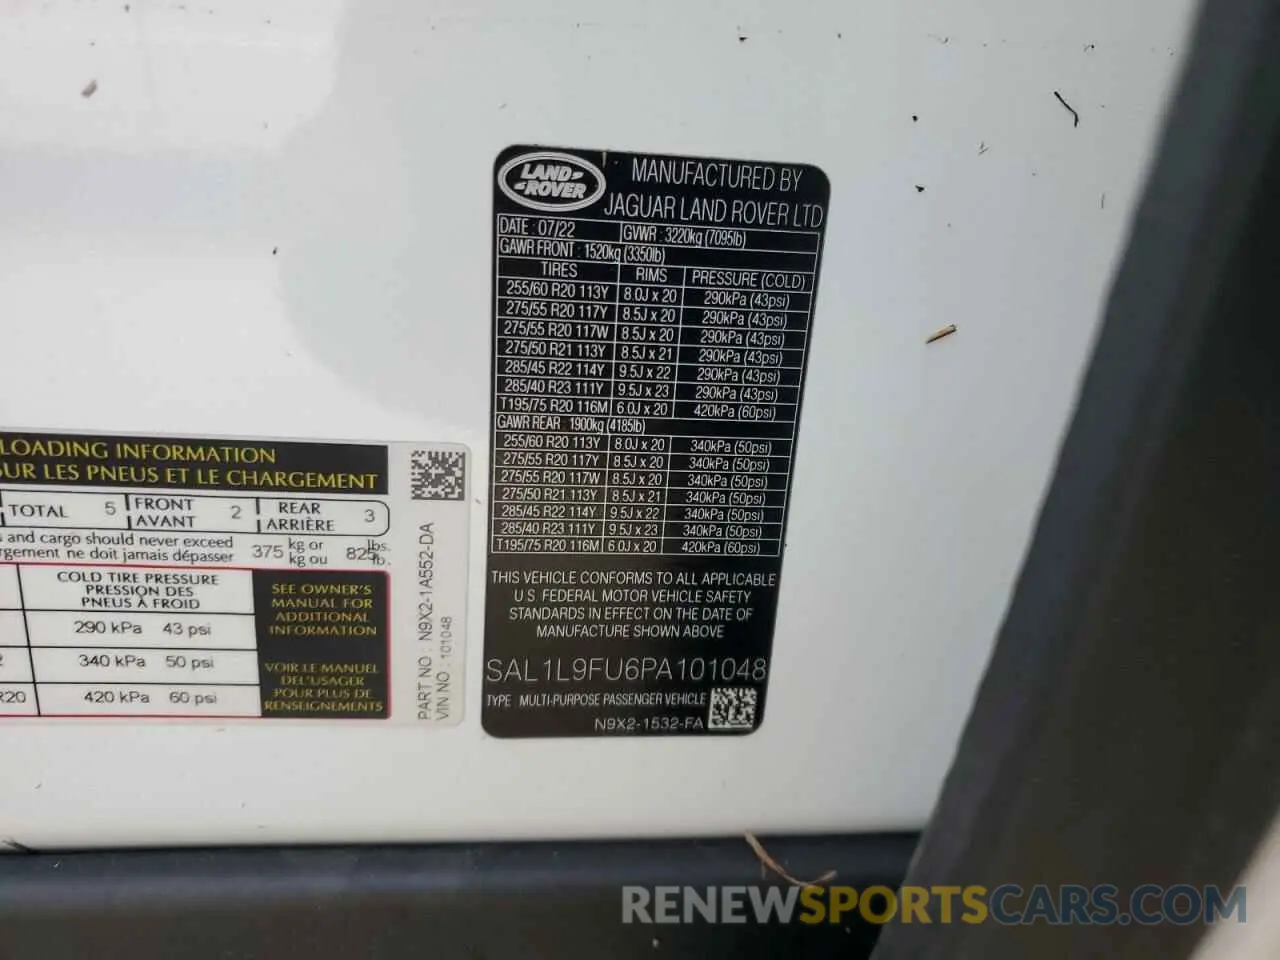 LOADING INFORMATION
UR LES PNEUS ET LE CHARGEMENT
TOTAL 5 FRONT AVANT 2 REAR ARRIÈRE 3
and cargo should never exceed
gement ne doit jamais dépasser
375 kg or kg ou 825 lbs. lb.
COLD TIRE PRESSURE
PRESSION DES
PNEUS À FROID
290 kPa 43 psi
340 kPa 50 psi
R20 420 kPa 60 psi
SEE OWNER'S
MANUAL FOR
ADDITIONAL
INFORMATION
VOIR LE MANUEL
DE L'USAGER
POUR PLUS DE
RENSEIGNEMENTS
PART NO : N9X2-1A552-DA
VIN NO : 101048
LAND-
-ROVER
MANUFACTURED BY
JAGUAR LAND ROVER LTD
DATE : 07/22 GVWR : 3220kg (7095lb)
GAWR FRONT : 1520kg (3350lb)
TIRES RIMS PRESSURE (COLD)
255/60 R20 113Y 8.0J x 20 290kPa (43psi)
275/55 R20 117Y 8.5J x 20 290kPa (43psi)
275/55 R20 117W 8.5J x 20 290kPa (43psi)
275/50 R21 113Y 8.5J x 21 290kPa (43psi)
285/45 R22 114Y 9.5J x 22 290kPa (43psi)
285/40 R23 111Y 9.5J x 23 290kPa (43psi)
T195/75 R20 116M 6.0J x 20 420kPa (60psi)
GAWR REAR : 1900kg (4185lb)
255/60 R20 113Y 8.0J x 20 340kPa (50psi)
275/55 R20 117Y 8.5J x 20 340kPa (50psi)
275/55 R20 117W 8.5J x 20 340kPa (50psi)
275/50 R21 113Y 8.5J x 21 340kPa (50psi)
285/45 R22 114Y 9.5J x 22 340kPa (50psi)
285/40 R23 111Y 9.5J x 23 340kPa (50psi)
T195/75 R20 116M 6.0J x 20 420kPa (60psi)
THIS VEHICLE CONFORMS TO ALL APPLICABLE
U.S. FEDERAL MOTOR VEHICLE SAFETY
STANDARDS IN EFFECT ON THE DATE OF
MANUFACTURE SHOWN ABOVE
SAL1L9FU6PA101048
TYPE : MULTI-PURPOSE PASSENGER VEHICLE
N9X2-1532-FA
RENEWSPORTSCARS.COM